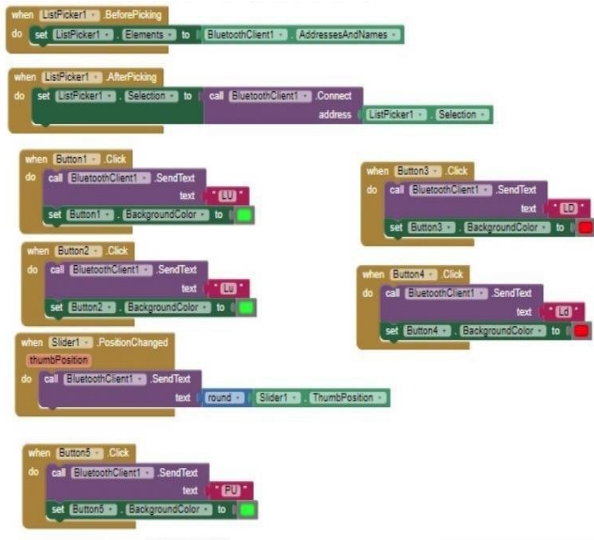 when ListPicker1 .BeforePicking
do set ListPicker1 . Elements to BluetoothClient1 . AddressesAndNames
when ListPicker1 .AfterPicking
do set ListPicker1 . Selection to call BluetoothClient1 .Connect
address ListPicker1 . Selection
when Button1 .Click
do call BluetoothClient1 .SendText
text " LU "
set Button1 . BackgroundColor to
when Button3 .Click
do call BluetoothClient1 .SendText
text " LD "
set Button3 . BackgroundColor to
when Button2 .Click
do call BluetoothClient1 .SendText
text " Lu "
set Button2 . BackgroundColor to
when Button4 .Click
do call BluetoothClient1 .SendText
text " Ld "
set Button4 . BackgroundColor to
when Slider1 .PositionChanged
thumbPosition
do call BluetoothClient1 .SendText
text round Slider1 . ThumbPosition
when Button5 .Click
do call BluetoothClient1 .SendText
text " PU "
set Button5 . BackgroundColor to